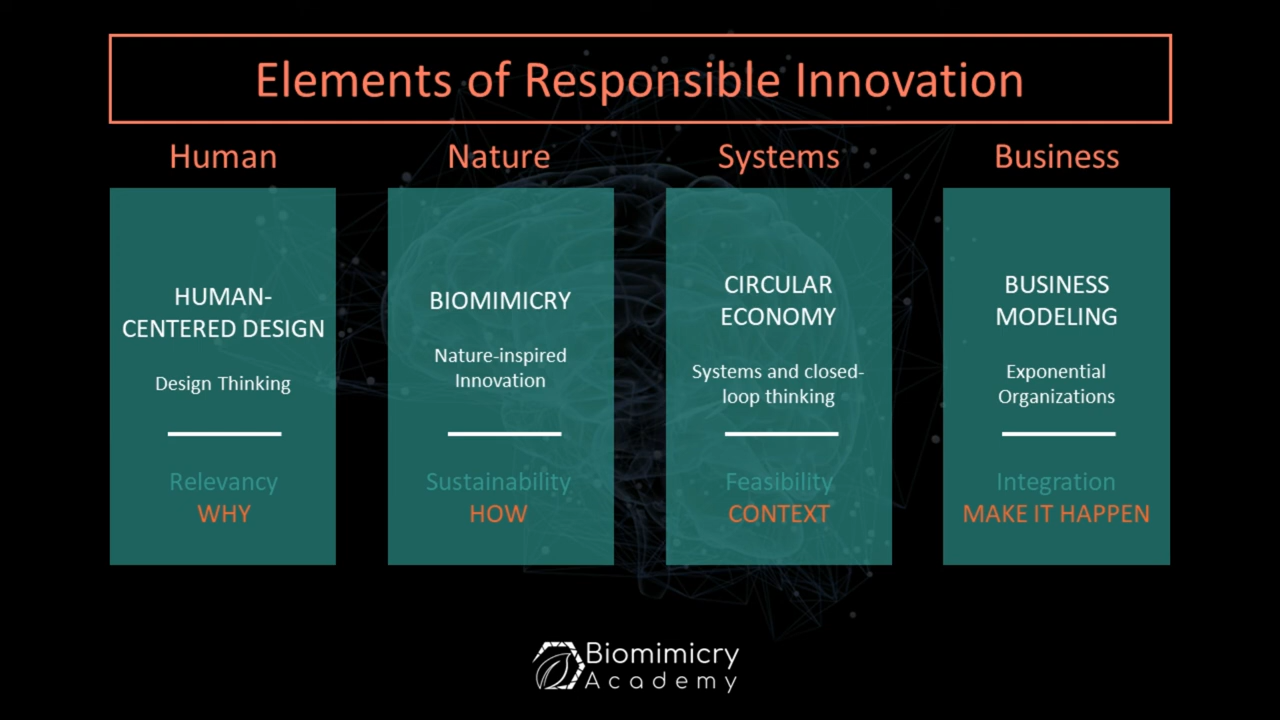 Elements of Responsible Innovation
Human
HUMAN-
CENTERED DESIGN
Design Thinking
Relevancy
WHY
Nature
BIOMIMICRY
Nature-inspired
Innovation
Sustainability
HOW
Systems
CIRCULAR
ECONOMY
Systems and closed-
loop thinking
Feasibility
CONTEXT
Business
BUSINESS
MODELING
Exponential
Organizations
Integration
MAKE IT HAPPEN
Biomimicry
Academy